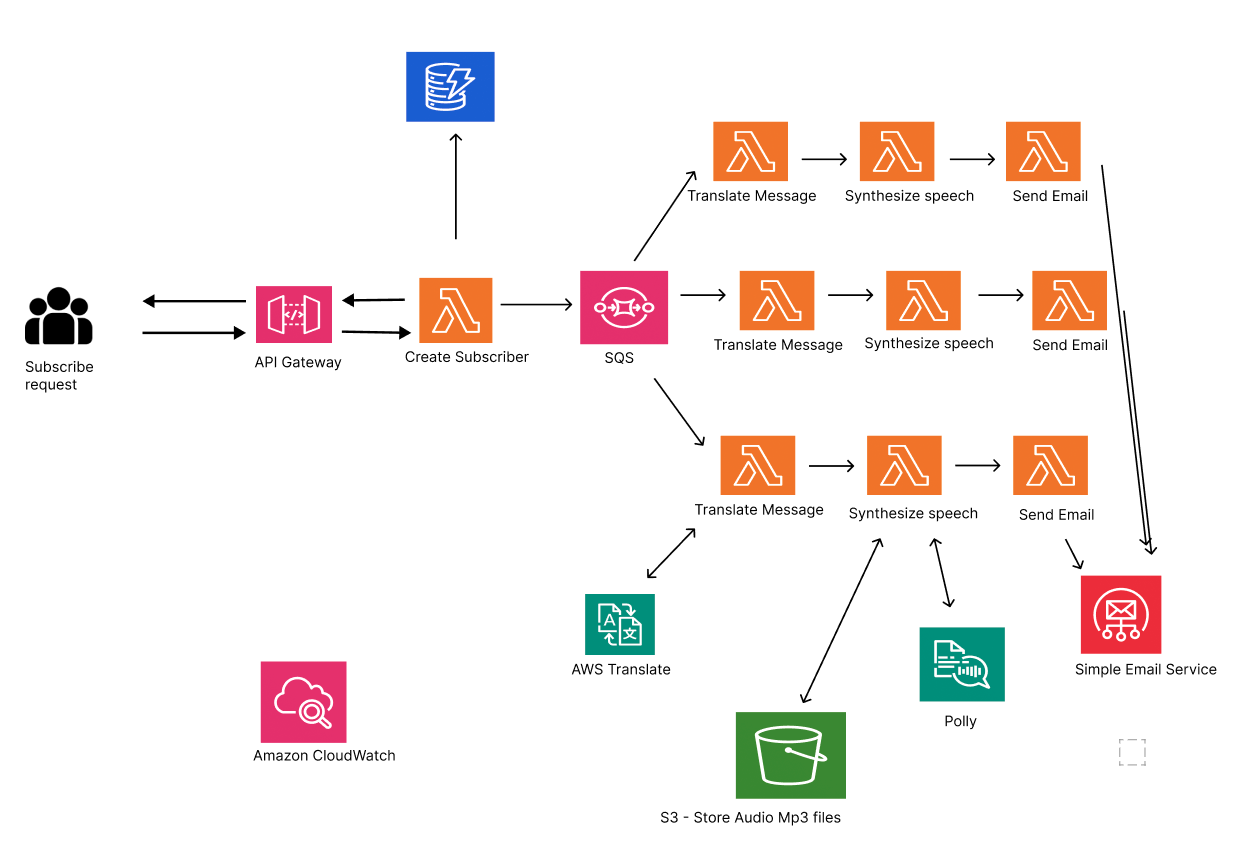 Translate Message
Synthesize speech
Send Email
Subscribe
request
API Gateway
Create Subscriber
SQS
Translate Message
Synthesize speech
Send Email
Translate Message
Synthesize speech
Send Email
A
文
AWS Translate
Simple Email Service
Polly
Amazon CloudWatch
S3 - Store Audio Mp3 files